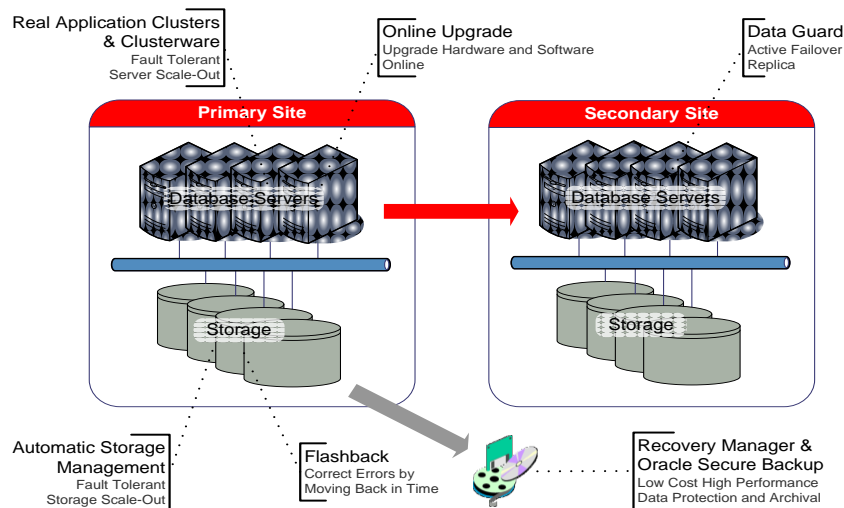 Real Application Clusters
& Clusterware
Fault Tolerant
Server Scale-Out
Online Upgrade
Upgrade Hardware and Software
Online
Data Guard
Active Failover
Replica
Primary Site
Secondary Site
Database Servers
Database Servers
Storage
Storage
Automatic Storage
Management
Fault Tolerant
Storage Scale-Out
Flashback
Correct Errors by
Moving Back in Time
Recovery Manager &
Oracle Secure Backup
Low Cost High Performance
Data Protection and Archival